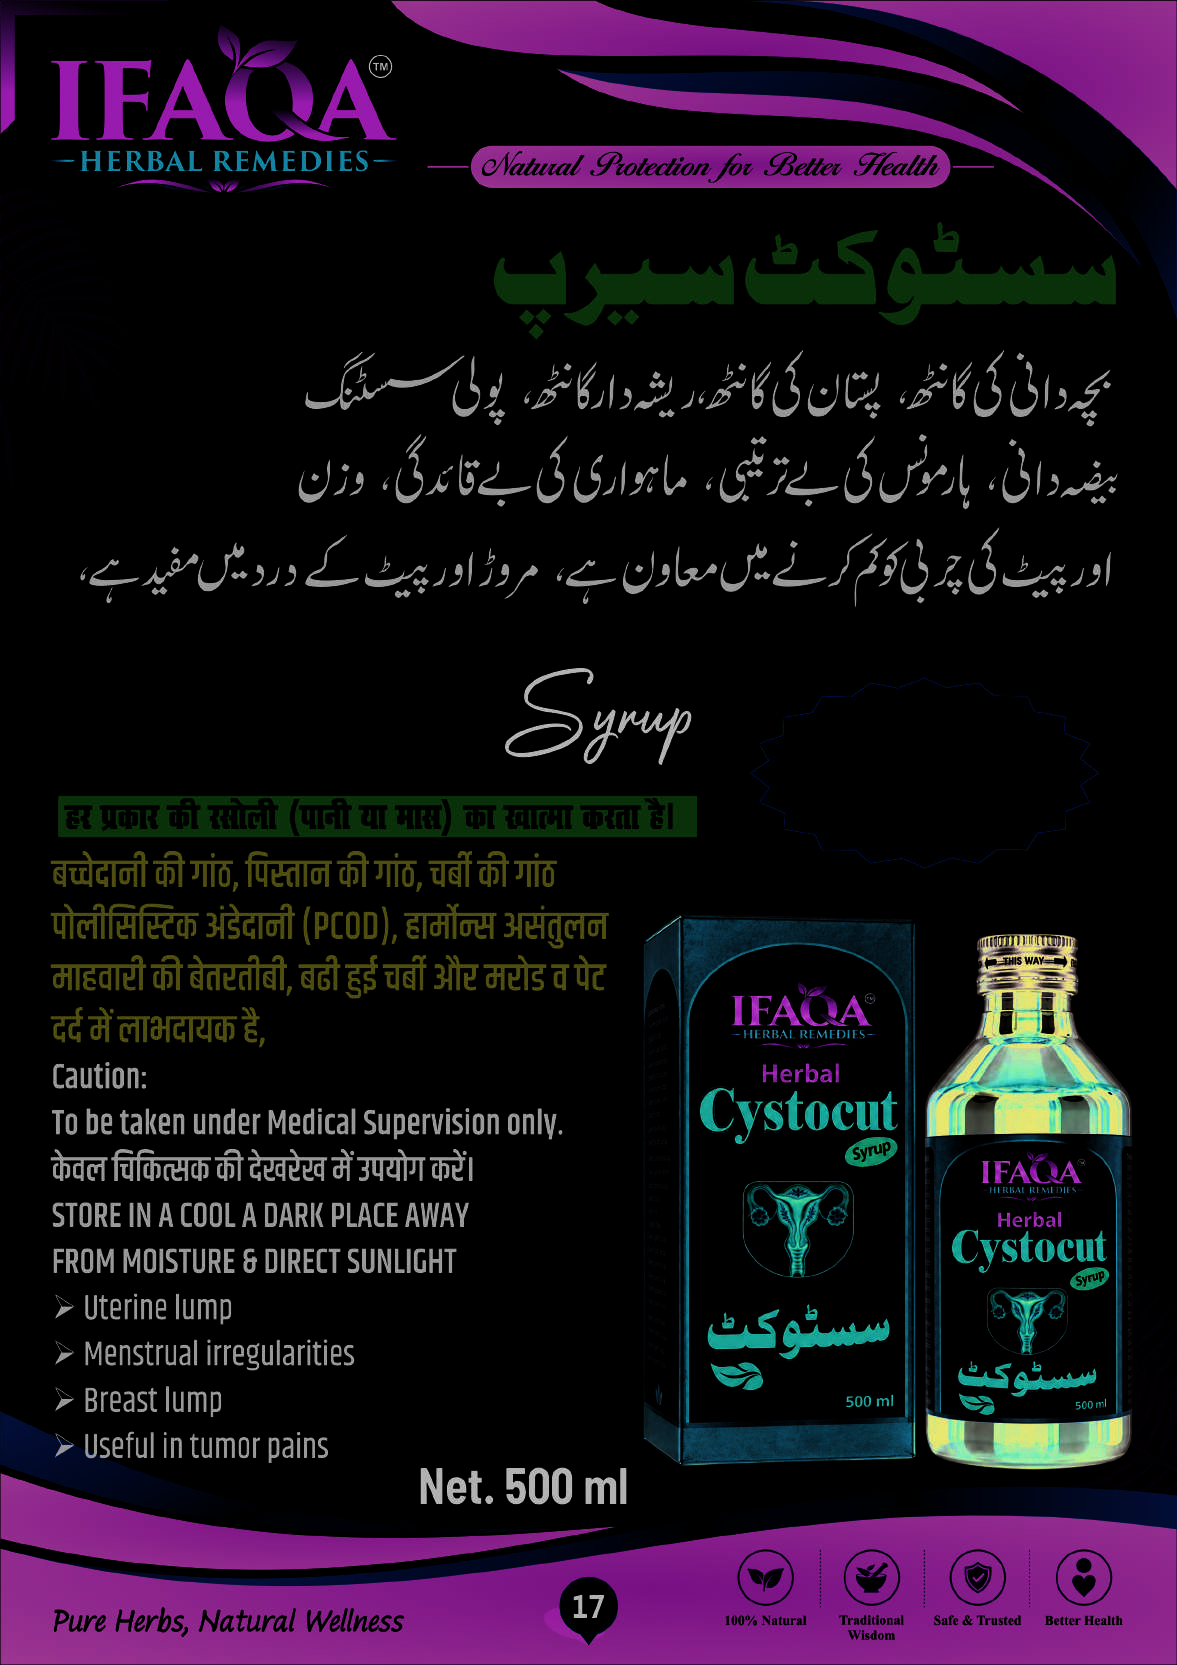 IFAQA™
HERBAL REMEDIES
Natural Protection for Better Health
سسٹوکٹ سیرپ
بچہ دانی کی گانٹھ، پستان کی گانٹھ، ریشہ دار گانٹھ، پولی سسٹنگ
بیضہ دانی، ہارمونس کی بے ترتیبی، ماہواری کی بے قائدگی، وزن
اور پیٹ کی چربی کو کم کرنے میں معاون ہے، مروڑ اور پیٹ کے درد میں مفید ہے،
Syrup
हर प्रकार की रसोली (पानी या मास) का खात्मा करता है।
बच्चेदानी की गांठ, पिस्तान की गांठ, चर्बी की गांठ
पोलीसिस्टिक अंडेदानी (PCOD), हार्मोन्स असंतुलन
माहवारी की बेतरतीबी, बढी हुई चर्बी और मरोड व पेट
दर्द में लाभदायक है,
Caution:
To be taken under Medical Supervision only.
केवल चिकित्सक की देखरेख में उपयोग करें।
STORE IN A COOL A DARK PLACE AWAY
FROM MOISTURE & DIRECT SUNLIGHT
➢ Uterine lump
➢ Menstrual irregularities
➢ Breast lump
➢ Useful in tumor pains
Net. 500 ml
IFAQA™
HERBAL REMEDIES
Herbal
Cystocut
Syrup
سسٹوکٹ
500 ml
THIS WAY
IFAQA
HERBAL REMEDIES
Herbal
Cystocut
Syrup
سسٹوکٹ
500 ml
Pure Herbs, Natural Wellness
17
100% Natural
Traditional
Wisdom
Safe & Trusted
Better Health